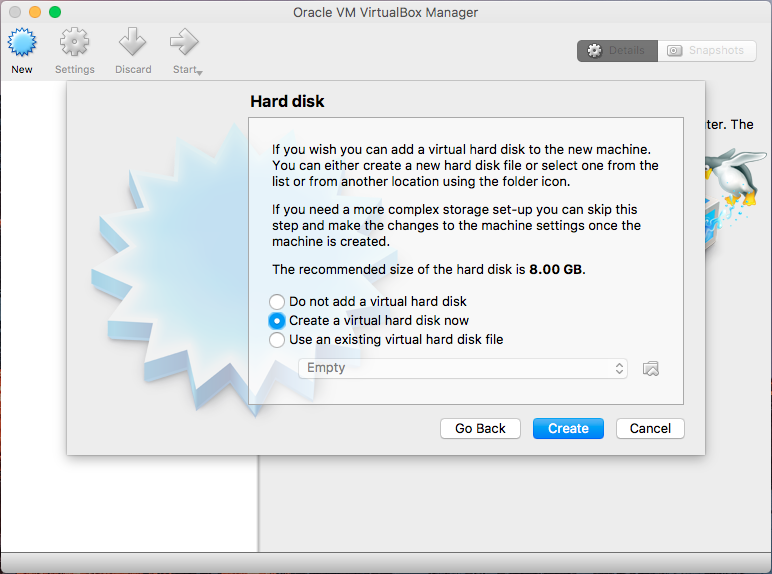 Oracle VM VirtualBox Manager
New
Settings
Discard
Start
Details
Snapshots
Hard disk
ter. The
If you wish you can add a virtual hard disk to the new machine.
You can either create a new hard disk file or select one from the
list or from another location using the folder icon.
If you need a more complex storage set-up you can skip this
step and make the changes to the machine settings once the
machine is created.
The recommended size of the hard disk is 8.00 GB.
Do not add a virtual hard disk
Create a virtual hard disk now
Use an existing virtual hard disk file
Empty
Go Back
Create
Cancel